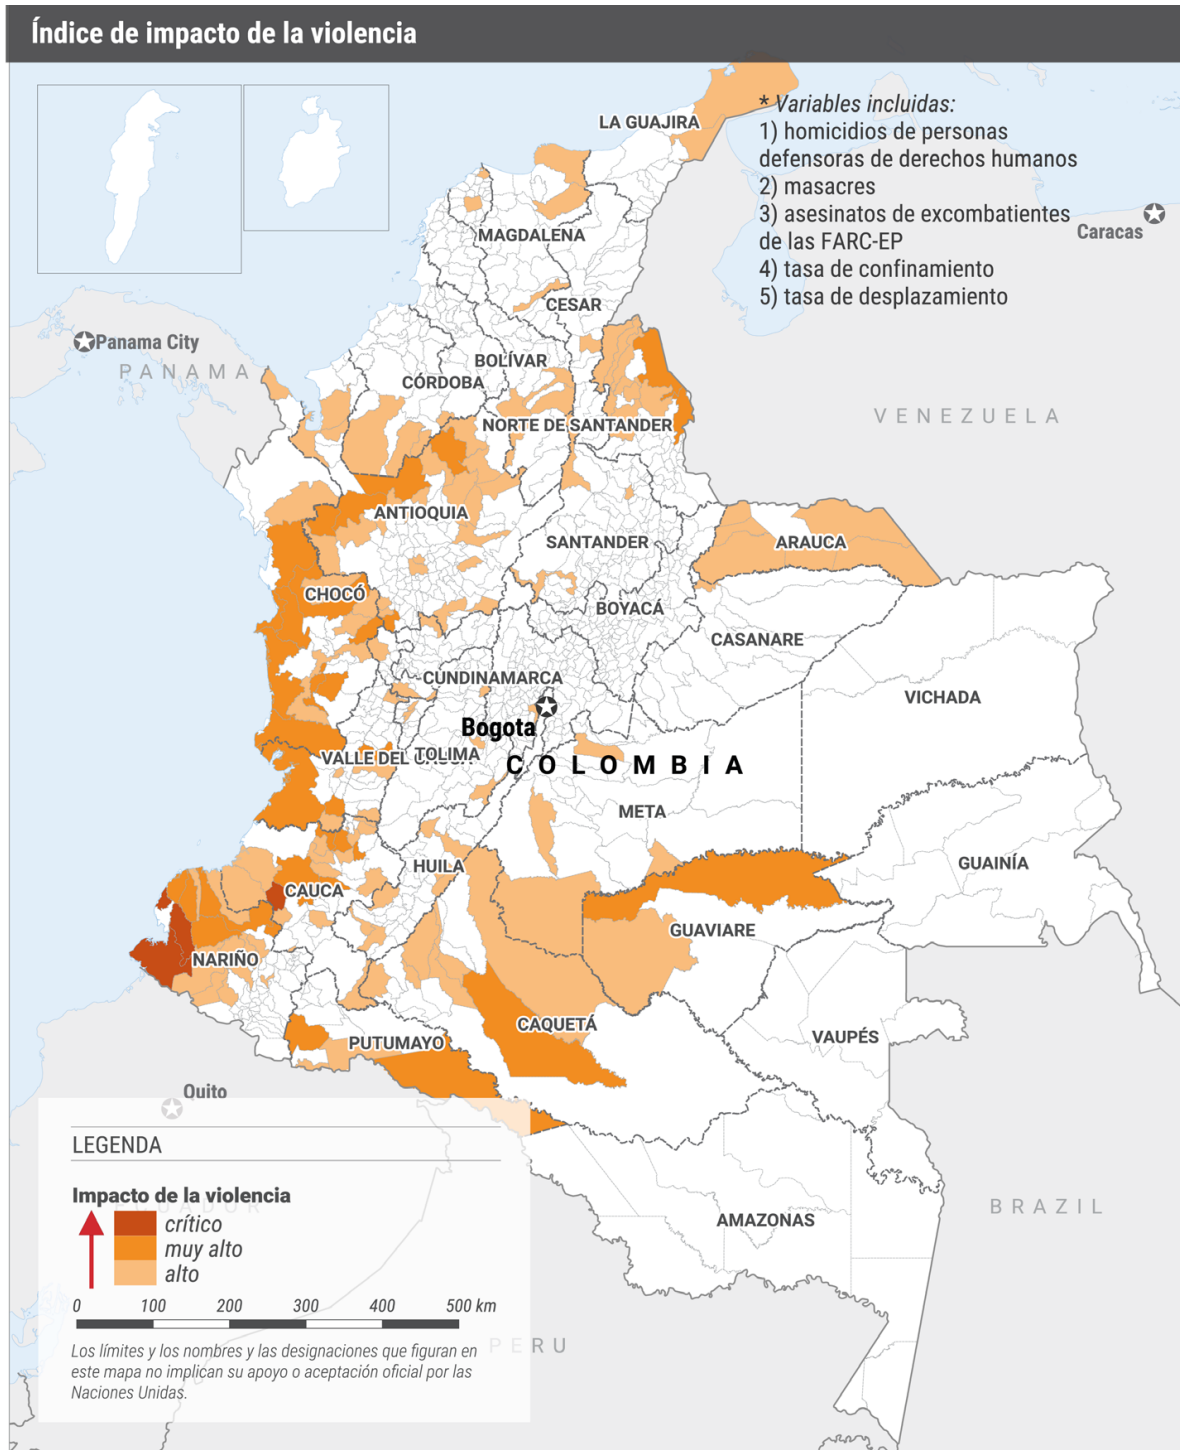 Índice de impacto de la violencia
* Variables incluidas:
1) homicidios de personas
defensoras de derechos humanos
2) masacres
3) asesinatos de excombatientes
de las FARC-EP
4) tasa de confinamiento
5) tasa de desplazamiento
LA GUAJIRA
Caracas
MAGDALENA
CESAR
Panama City
PANAMA
BOLÍVAR
CÓRDOBA
VENEZUELA
NORTE DE SANTANDER
ANTIOQUIA
SANTANDER
ARAUCA
CHOCÓ
BOYACÁ
CASANARE
CUNDINAMARCA
VICHADA
Bogota
VALLE DEL
TOLIMA
COLOMBIA
META
HUILA
GUAINÍA
CAUCA
GUAVIARE
NARIÑO
CAQUETÁ
VAUPÉS
PUTUMAYO
Quito
LEGENDA
Impacto de la violencia
ECUADOR
crítico
muy alto
alto
BRAZIL
AMAZONAS
0 100 200 300 400 500 km
PERU
Los límites y los nombres y las designaciones que figuran en
este mapa no implican su apoyo o aceptación oficial por las
Naciones Unidas.